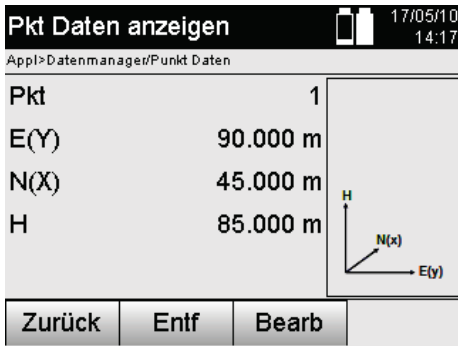 Pkt Daten anzeigen
17/05/10
14:17
Appl>Datenmanager/Punkt Daten
Pkt 1
E(Y) 90.000 m
N(X) 45.000 m
H 85.000 m
H
N(x)
E(y)
Zurück Entf Bearb